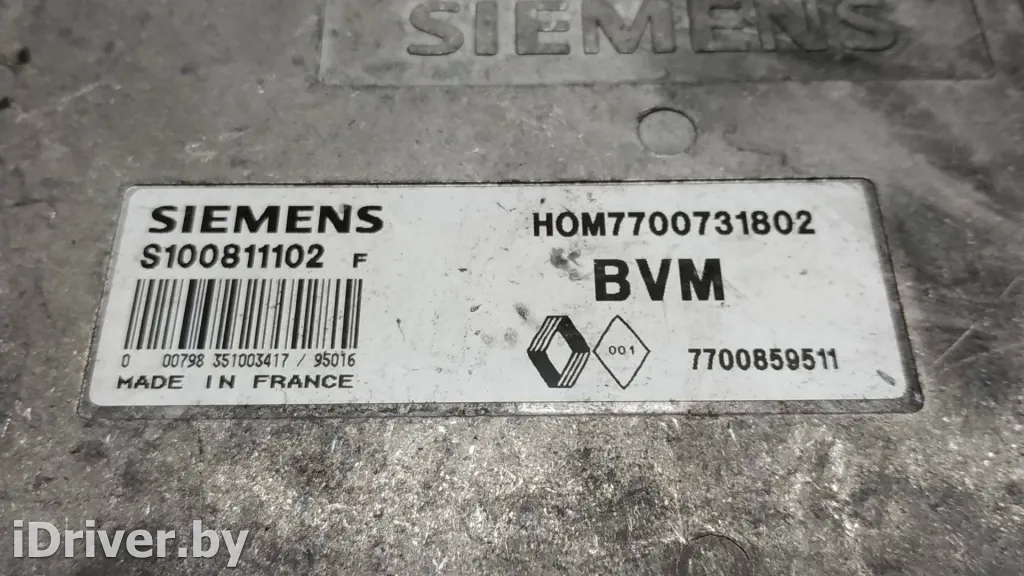 SIEMENS
SIEMENS
S100811102 F
0 00798 351003417 / 95016
MADE IN FRANCE
HOM7700731802
BVM
001
7700859511
iDriver.by